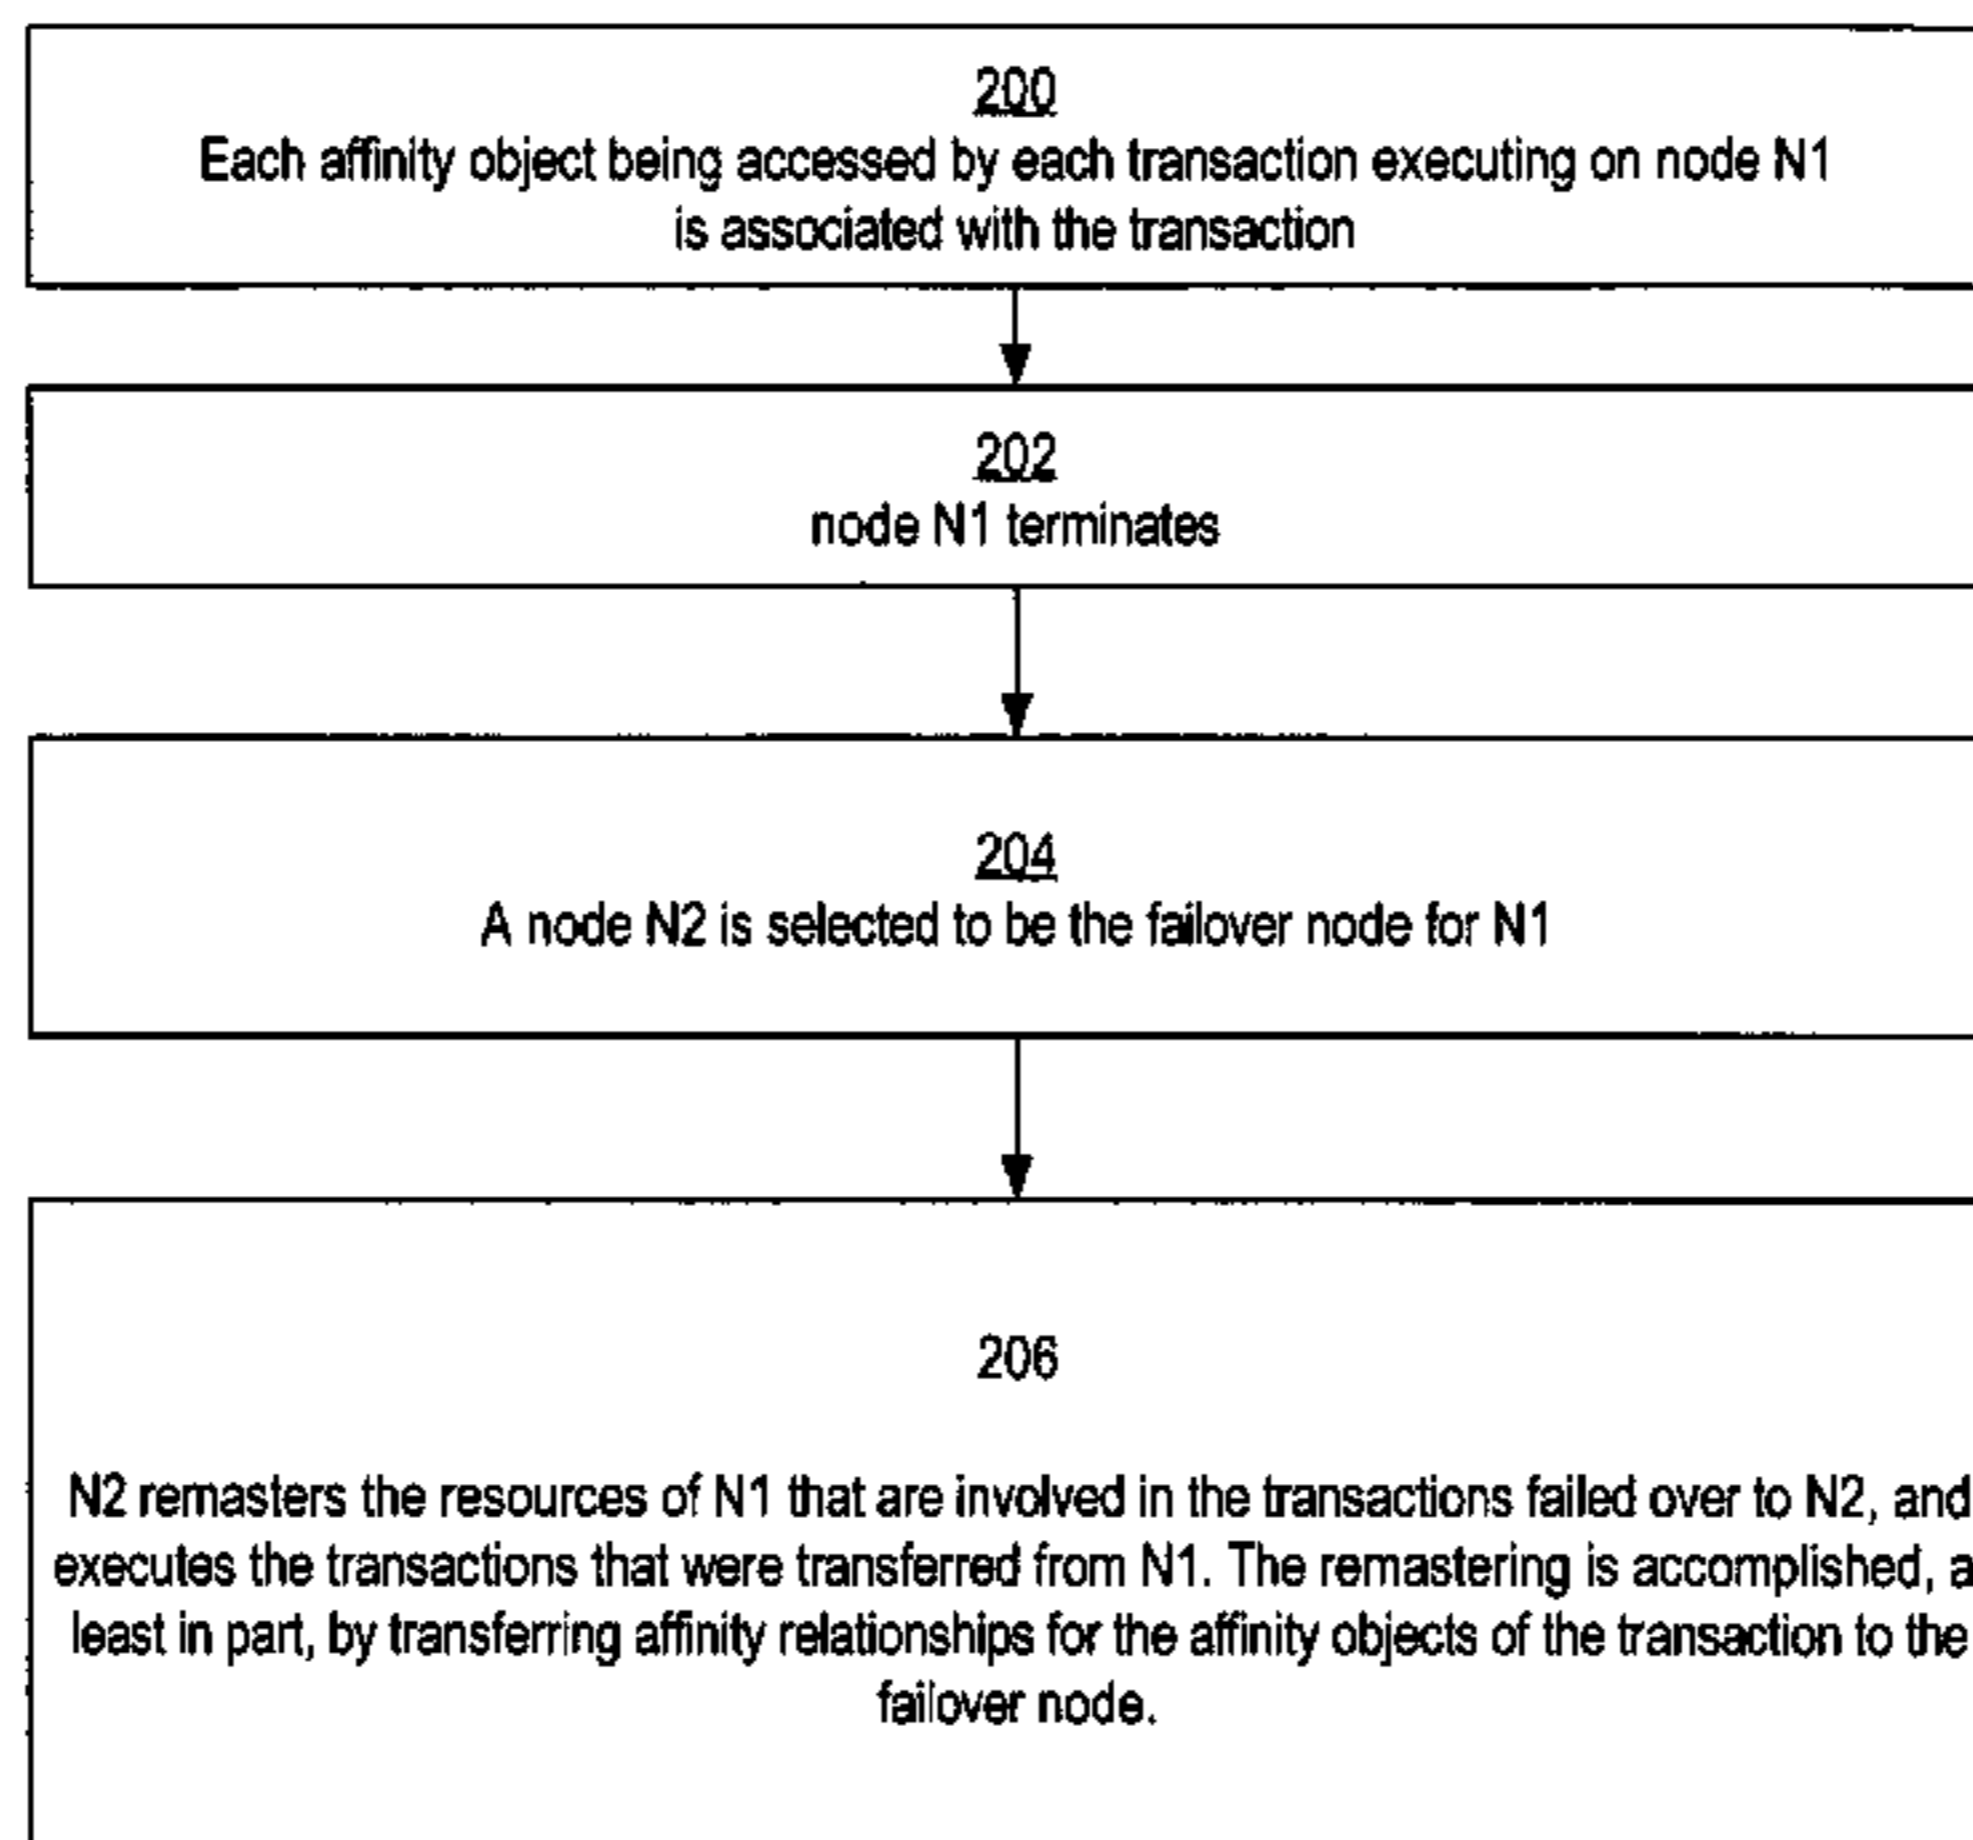 200
Each affinity object being accessed by each transaction executing on node N1
is associated with the transaction
202
node N1 terminates
204
A node N2 is selected to be the failover node for N1
206
N2 remasters the resources of N1 that are involved in the transactions failed over to N2, and
executes the transactions that were transferred from N1. The remastering is accomplished, a
least in part, by transferring affinity relationships for the affinity objects of the transaction to the
failover node.